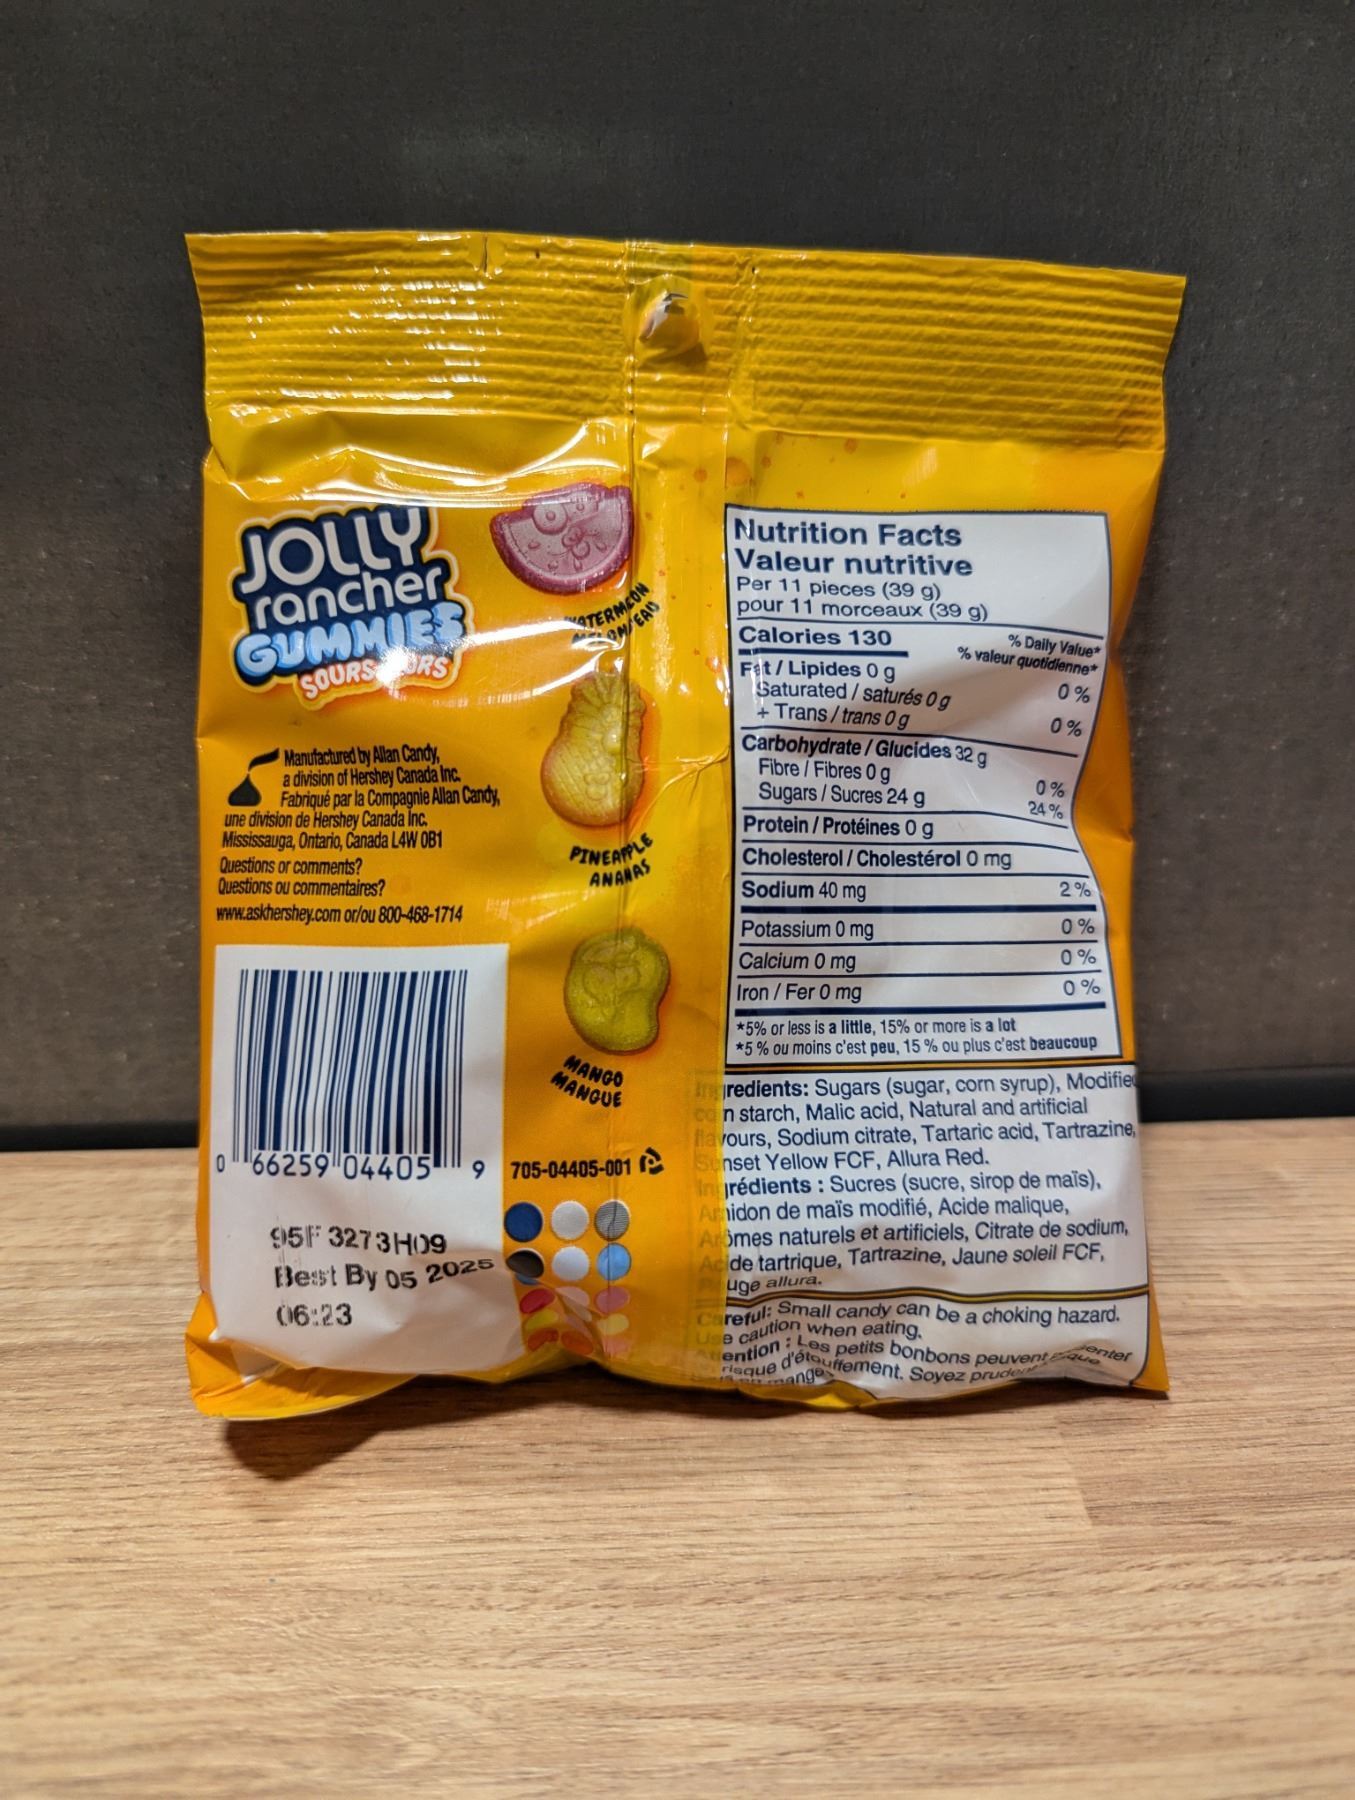 JOLLY
rancher
GUMMIES
Manufactured by Allan Candy,
a division of Hershey Canada Inc.
Fabriqué par la Compagnie Allan Candy,
une division de Hershey Canada Inc.
Mississauga, Ontario, Canada L4W 0B1
Questions or comments?
Questions ou commentaires?
www.askhershey.com or/ou 800-468-1714
0 66259 04405 9
95F 3273H09
Best By 05 2025
06:23
PINEAPPLE
ANANAS
MANGO
MANGUE
705-04405-001
Nutrition Facts
Valeur nutritive
Per 11 pieces (39 g)
pour 11 morceaux (39 g)
Calories 130
% Daily Value*
% valeur quotidienne*
Fat / Lipides 0 g 0 %
Saturated / saturés 0 g
+ Trans / trans 0 g 0 %
Carbohydrate / Glucides 32 g
Fibre / Fibres 0 g 0 %
Sugars / Sucres 24 g 24 %
Protein / Protéines 0 g
Cholesterol / Cholestérol 0 mg
Sodium 40 mg 2 %
Potassium 0 mg 0 %
Calcium 0 mg 0 %
Iron / Fer 0 mg 0 %
*5% or less is a little, 15% or more is a lot
*5 % ou moins c'est peu, 15 % ou plus c'est beaucoup
Ingredients: Sugars (sugar, corn syrup), Modified
corn starch, Malic acid, Natural and artificial
flavours, Sodium citrate, Tartaric acid, Tartrazine,
Sunset Yellow FCF, Allura Red.
Ingrédients : Sucres (sucre, sirop de maïs),
Amidon de maïs modifié, Acide malique,
Arômes naturels et artificiels, Citrate de sodium,
Acide tartrique, Tartrazine, Jaune soleil FCF,
Rouge allura.
Careful: Small candy can be a choking hazard.
Use caution when eating.
Attention : Les petits bonbons peuvent
risque d'étouffement. Soyez